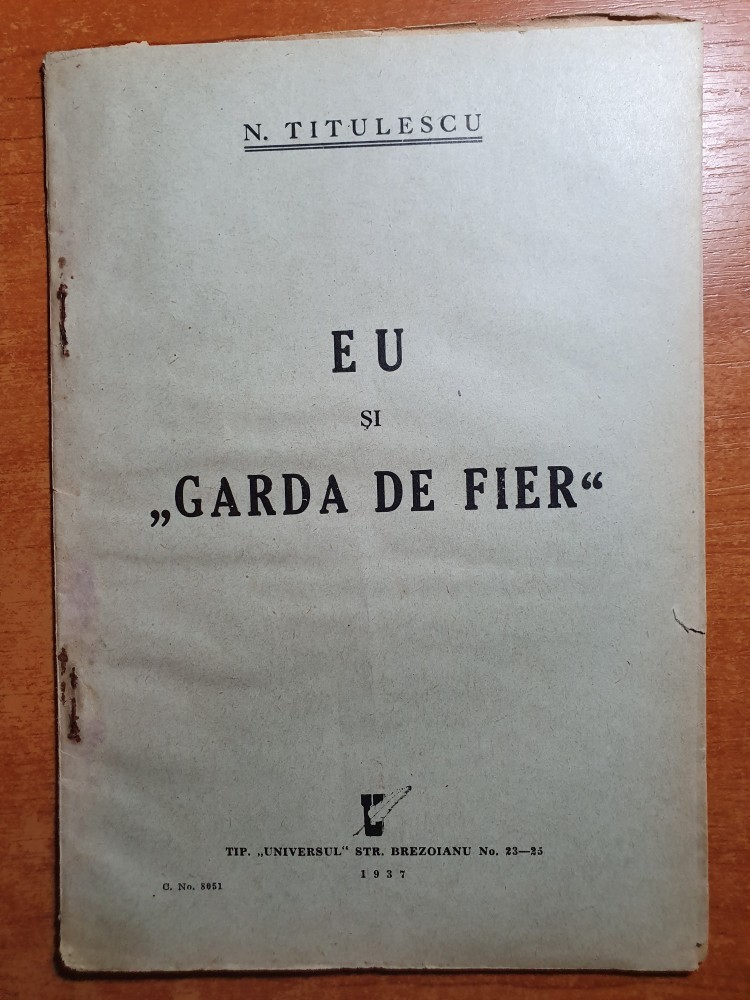 N. TITULESCU
EU
ŞI
„GARDA DE FIER“
TIP. „UNIVERSUL“ STR. BREZOIANU No. 23—25
1937
C. No. 8051